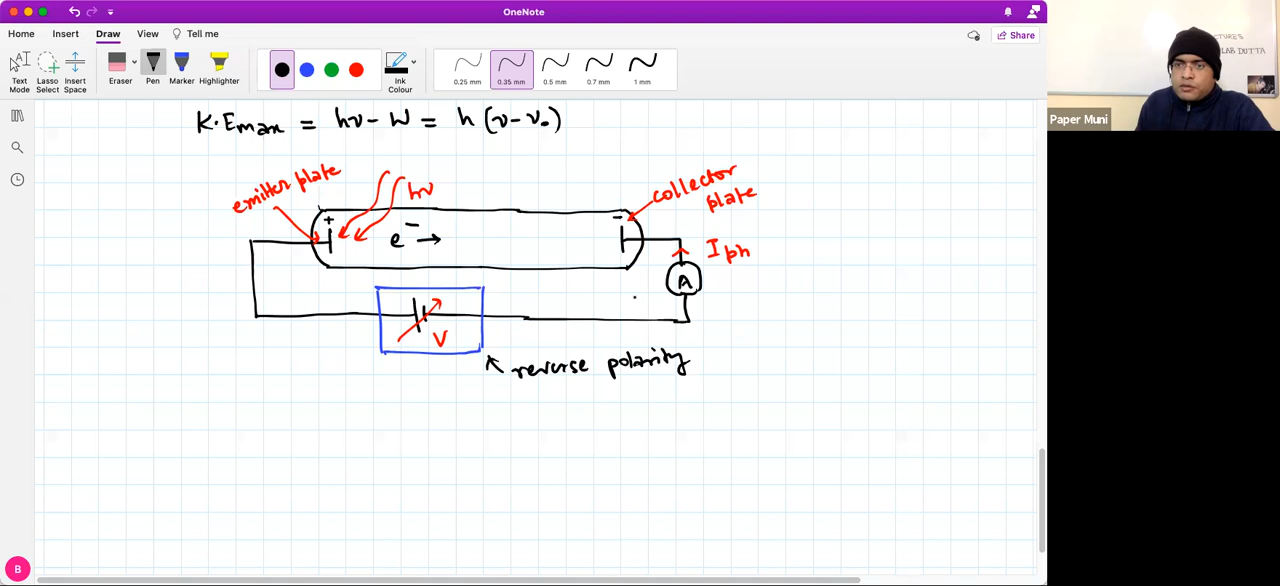 OneNote
Home Insert Draw View Tell me
Share
Text Mode
Lasso Select
Insert Space
Eraser
Pen
Marker
Highlighter
0.25 mm
0.35 mm
0.5 mm
0.7 mm
1 mm
Ink Colour
Paper Muni
K.Emax = hν - W = h (ν - ν₀)
emitter plate
hν
collector plate
+
e⁻ →
-
I ph
A
V
reverse polarity
B